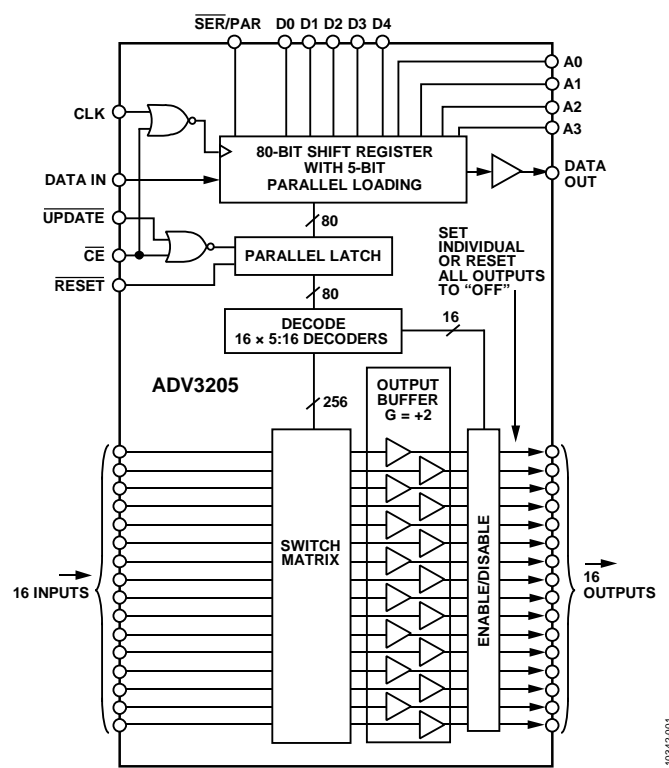 SER/PAR D0 D1 D2 D3 D4
A0
A1
A2
A3
CLK
80-BIT SHIFT REGISTER
WITH 5-BIT
PARALLEL LOADING
DATA
OUT
DATA IN
UPDATE
80
SET
INDIVIDUAL
OR RESET
ALL OUTPUTS
TO “OFF”
CE
PARALLEL LATCH
RESET
80
DECODE
16 × 5:16 DECODERS
16
ADV3205
256
OUTPUT
BUFFER
G = +2
SWITCH
MATRIX
ENABLE/DISABLE
16 INPUTS
16
OUTPUTS
10342-001